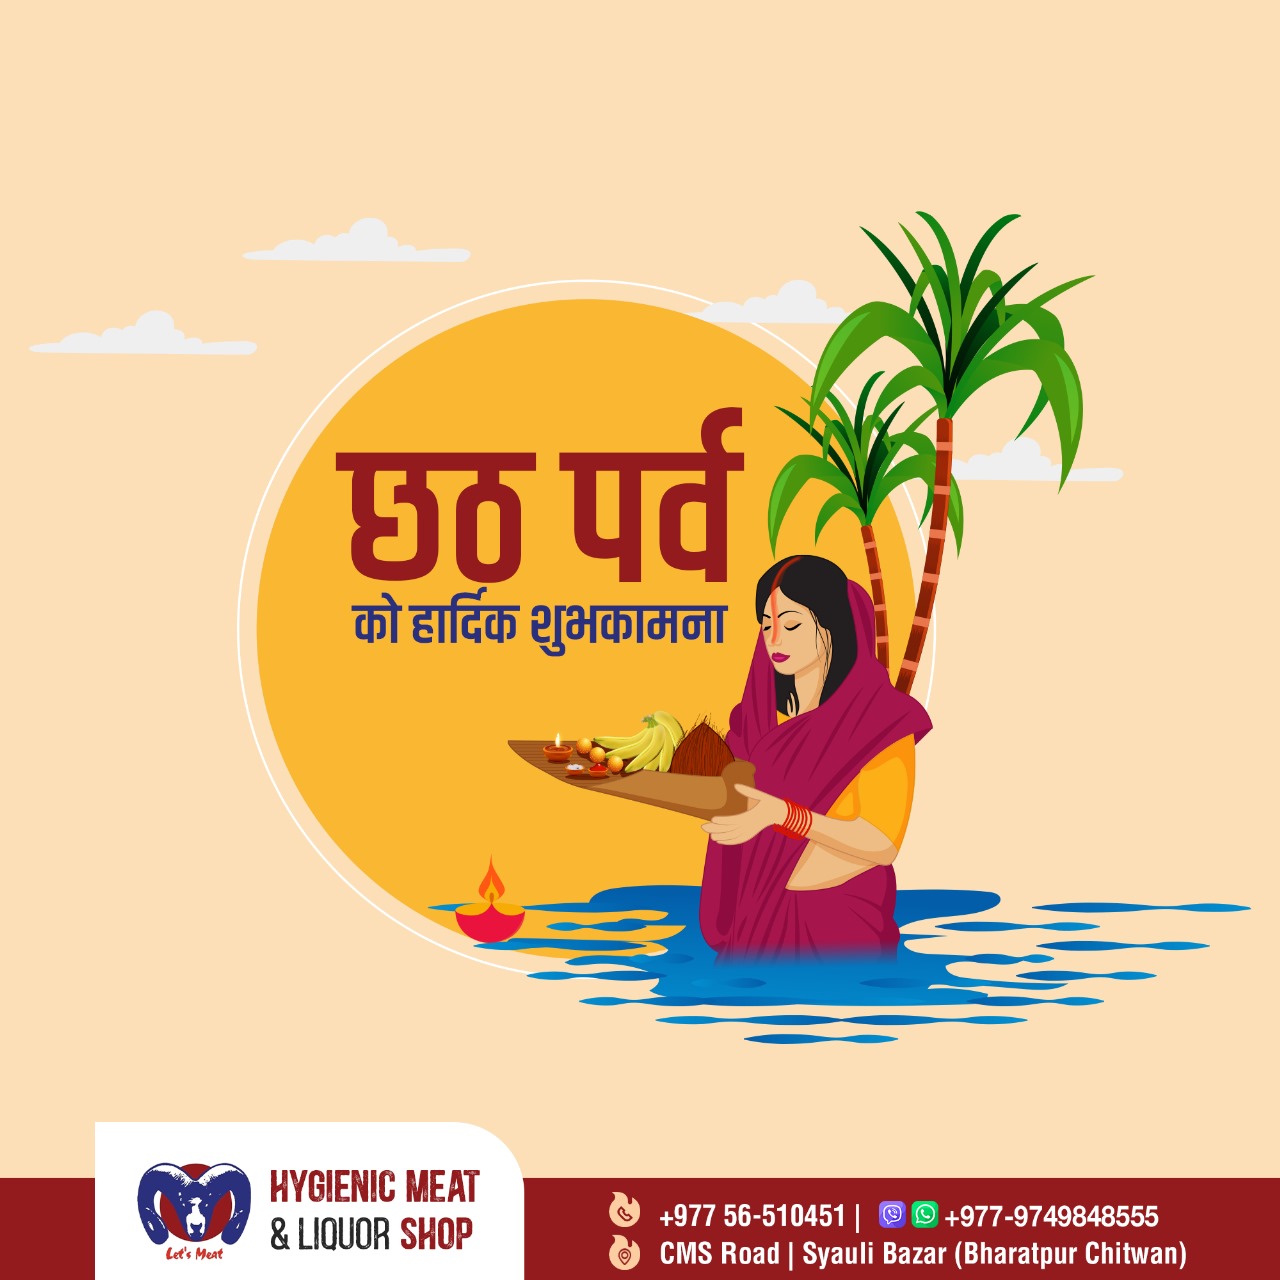 छठ पर्व
को हार्दिक शुभकामना
HYGIENIC MEAT
& LIQUOR SHOP
Let's Meat
+977 56-510451 | +977-9749848555
CMS Road | Syauli Bazar (Bharatpur Chitwan)